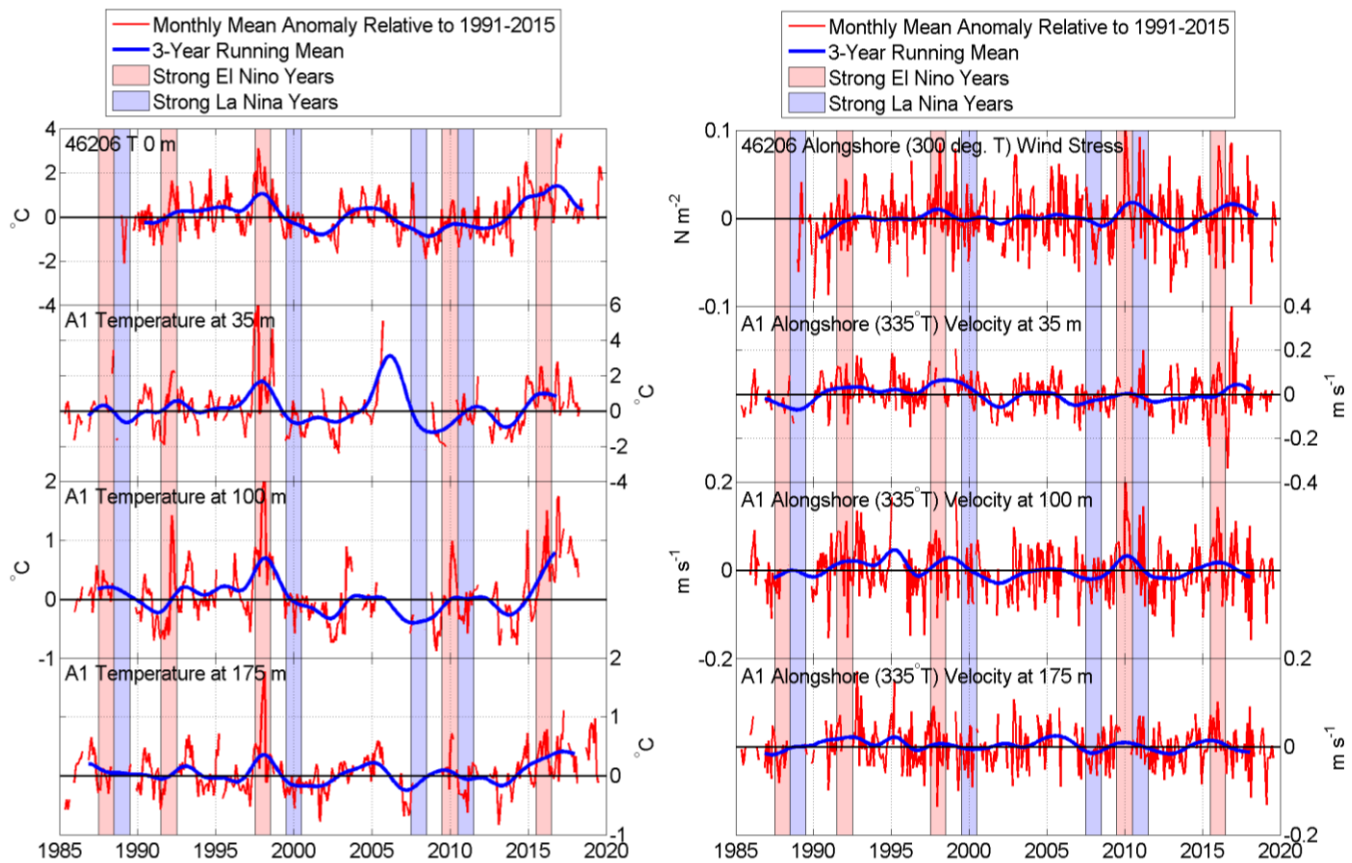 Monthly Mean Anomaly Relative to 1991-2015
3-Year Running Mean
Strong El Nino Years
Strong La Nina Years
4
2
0
-2
-4
°C
46206 T 0 m
6
4
2
0
-2
-4
°C
A1 Temperature at 35 m
2
1
0
-1
°C
A1 Temperature at 100 m
2
1
0
-1
°C
A1 Temperature at 175 m
1985 1990 1995 2000 2005 2010 2015 2020
Monthly Mean Anomaly Relative to 1991-2015
3-Year Running Mean
Strong El Nino Years
Strong La Nina Years
0.1
0
-0.1
N m-2
46206 Alongshore (300 deg. T) Wind Stress
0.4
0.2
0
-0.2
-0.4
m s-1
A1 Alongshore (335°T) Velocity at 35 m
0.2
0
-0.2
m s-1
A1 Alongshore (335°T) Velocity at 100 m
0.2
0
-0.2
m s-1
A1 Alongshore (335°T) Velocity at 175 m
1985 1990 1995 2000 2005 2010 2015 2020